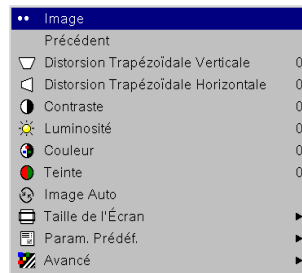 Image
Précédent
Distorsion Trapézoïdale Verticale 0
Distorsion Trapézoïdale Horizontale 0
Contraste 0
Luminosité 0
Couleur 0
Teinte 0
Image Auto
Taille de l'Écran
Param. Prédéf.
Avancé